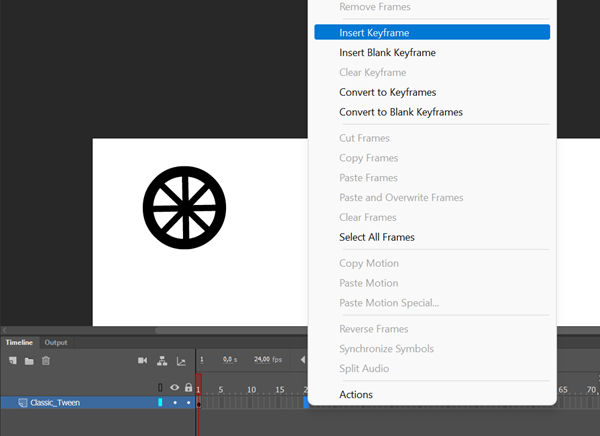 Remove Frames
Insert Keyframe
Insert Blank Keyframe
Clear Keyframe
Convert to Keyframes
Convert to Blank Keyframes
Cut Frames
Copy Frames
Paste Frames
Paste and Overwrite Frames
Clear Frames
Select All Frames
Copy Motion
Paste Motion
Paste Motion Special...
Reverse Frames
Synchronize Symbols
Split Audio
Actions
Timeline Output
1 0,0 s 24,00 fps
1 5 10 15 65 70
Classic_Tween